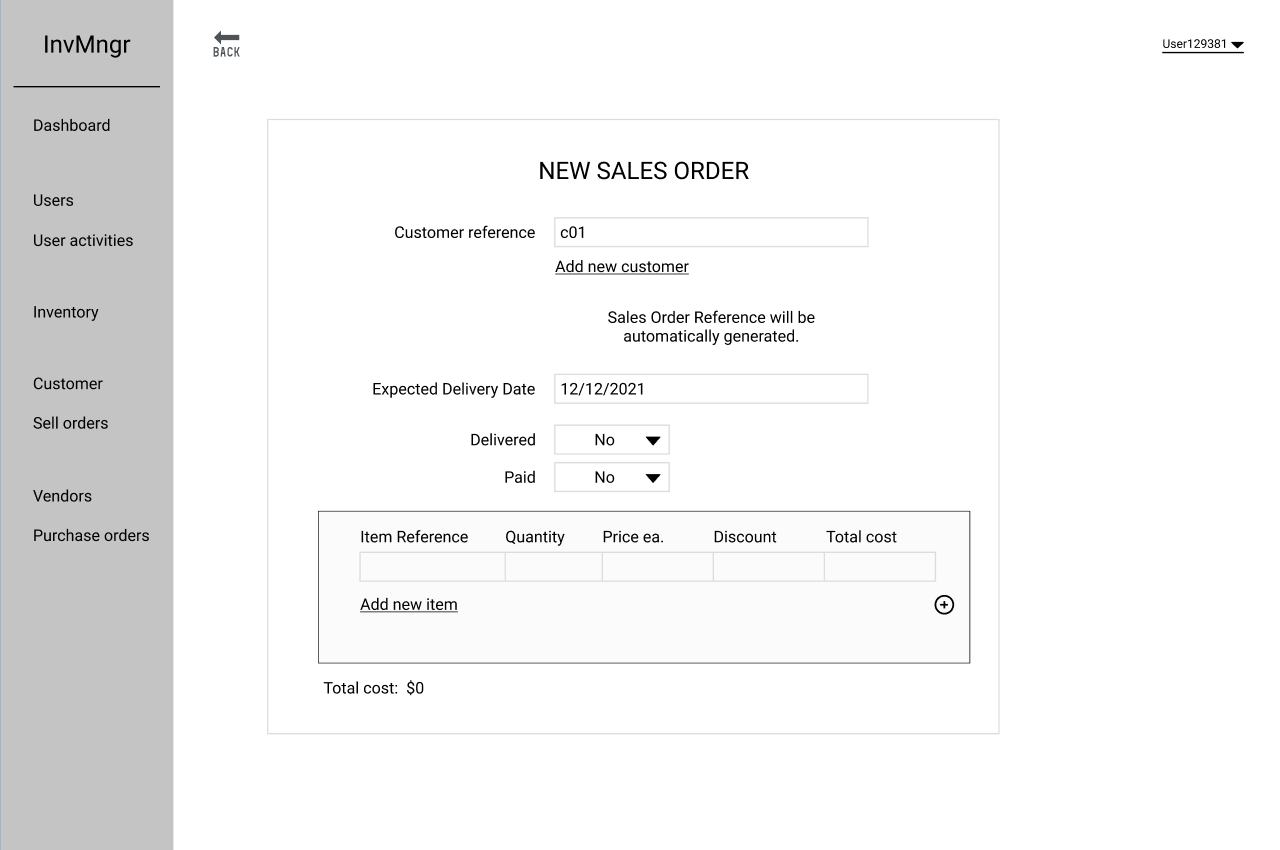 InvMngr
BACK
User129381
Dashboard
Users
User activities
Inventory
Customer
Sell orders
Vendors
Purchase orders
NEW SALES ORDER
Customer reference c01
Add new customer
Sales Order Reference will be
automatically generated.
Expected Delivery Date 12/12/2021
Delivered No
Paid No
Item Reference Quantity Price ea. Discount Total cost
Add new item
Total cost: $0